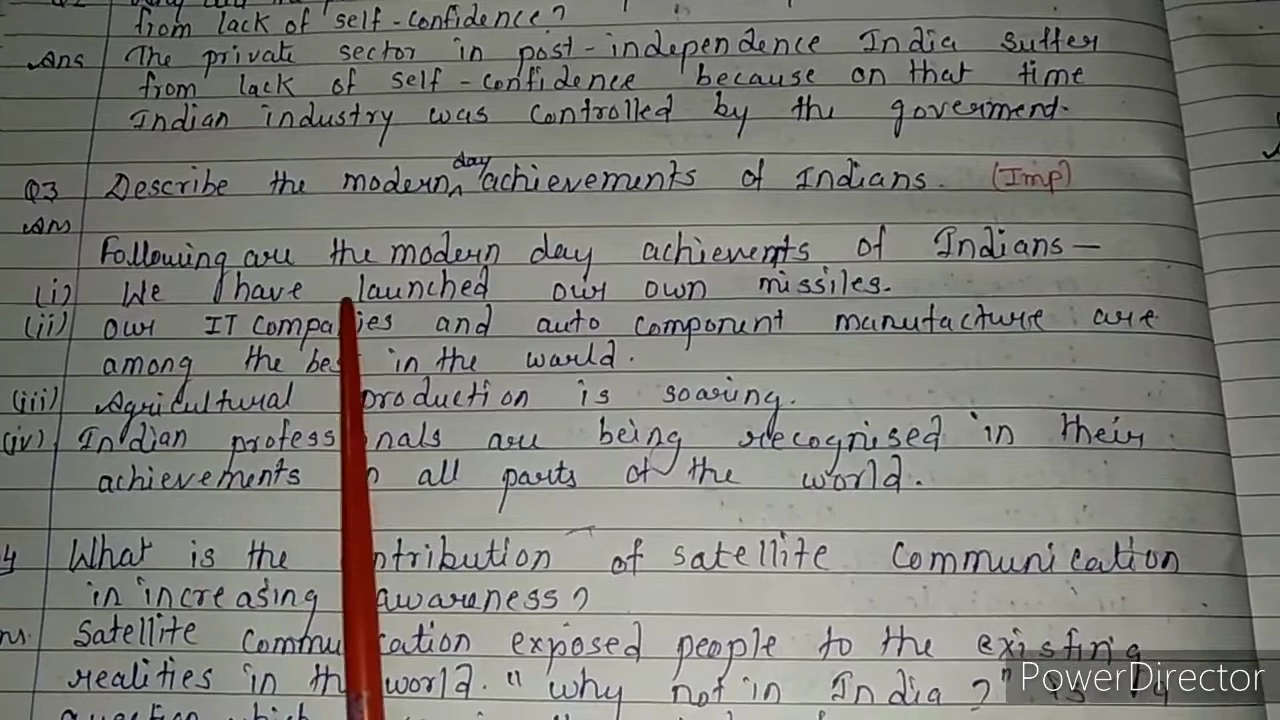 from lack of self-confidence?
Ans The private sector in post-independence India suffer
from lack of self-confidence because on that time
Indian industry was controlled by the goverment.
Q3 Describe the modern day achievements of Indians. (Imp)
Ans
Following are the modern day achievements of Indians—
(i) We have launched our own missiles.
(ii) our IT companies and auto component manufacture are
among the best in the world.
(iii) Agricultural production is soaring.
(iv) Indian professionals are being recognised in their
achievements in all parts of the world.
What is the contribution of satellite communication
in increasing awareness?
Satellite communication exposed people to the existing
realities in the world. "why not in India?" is
PowerDirector